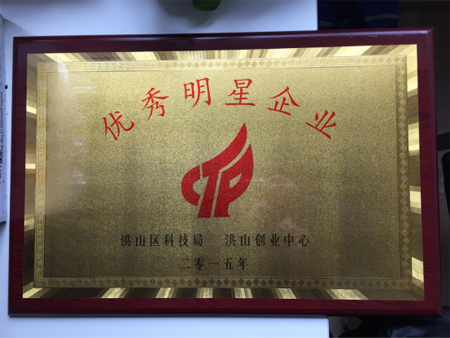 优秀明星企业
洪山区科技局 洪山创业中心
二零一五年